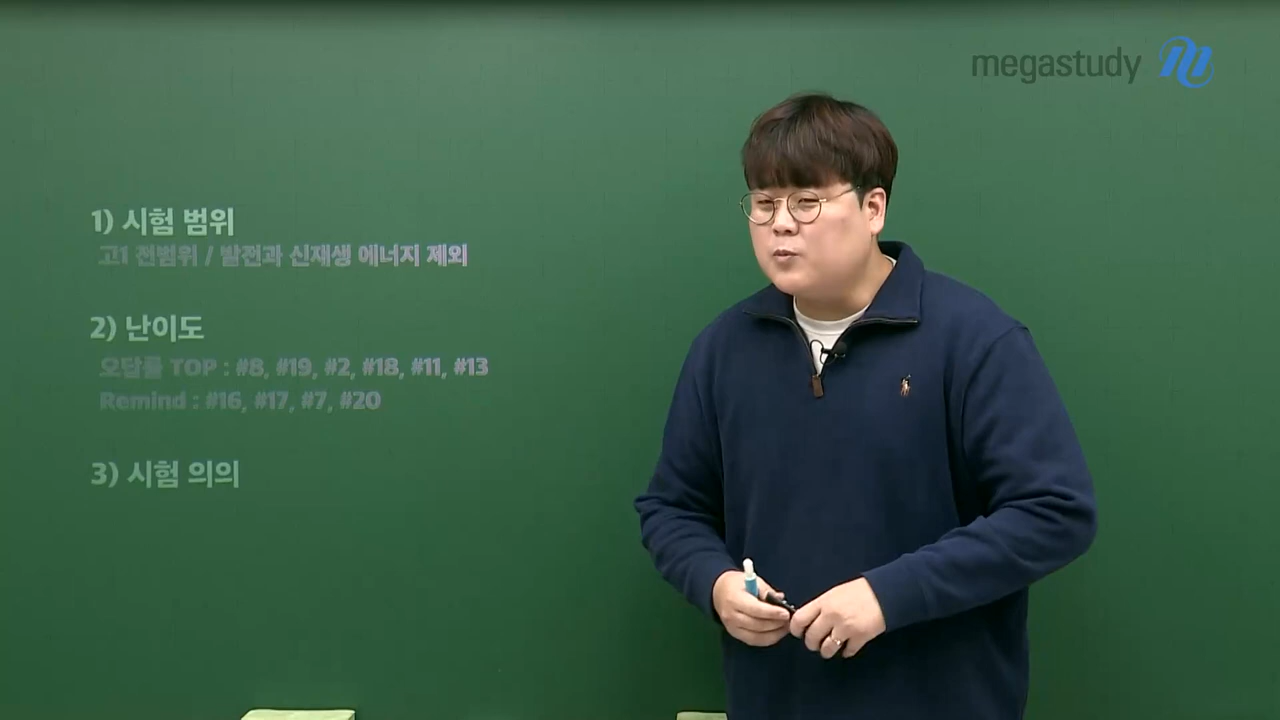 megastudy
1) 시험 범위
고1 전범위 / 발전과 신재생 에너지 제외
2) 난이도
오답률 TOP : #8, #19, #2, #18, #11, #13
Remind : #16, #17, #7, #20
3) 시험 의의